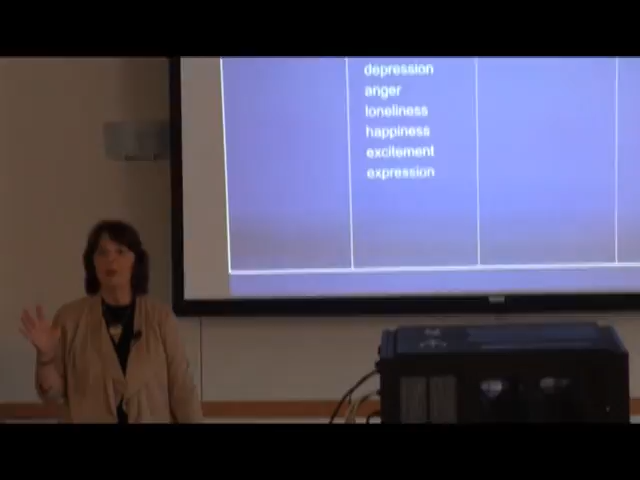 depression
anger
loneliness
happiness
excitement
expression